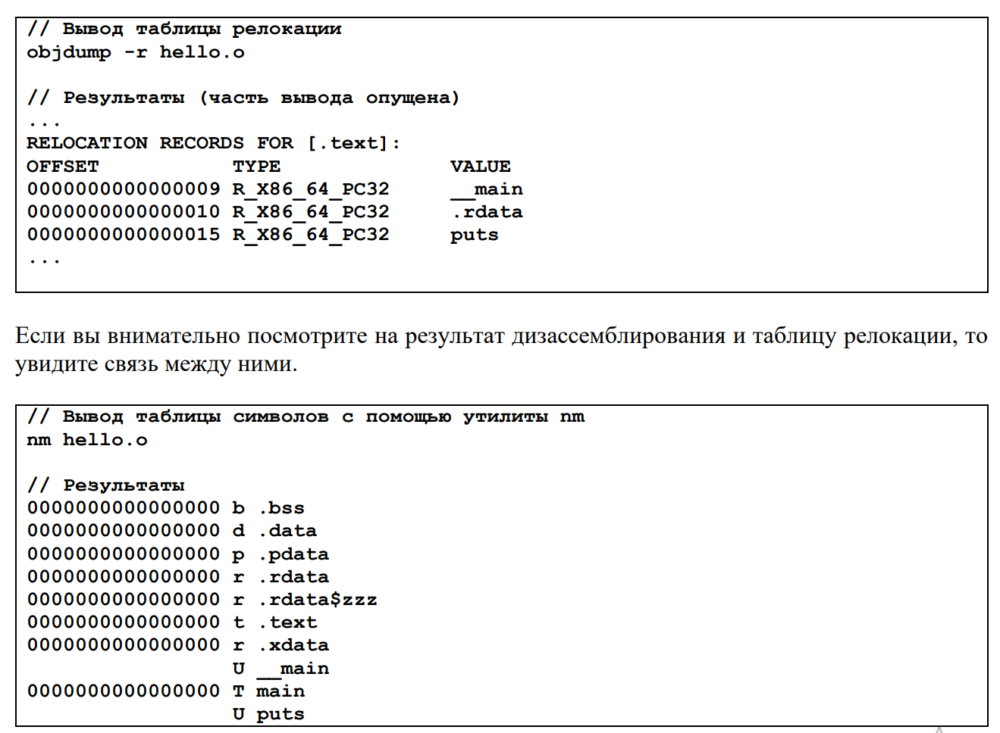 // Вывод таблицы релокации
objdump -r hello.o
// Результаты (часть вывода опущена)
...
RELOCATION RECORDS FOR [.text]:
OFFSET           TYPE              VALUE
0000000000000009 R_X86_64_PC32     __main
0000000000000010 R_X86_64_PC32     .rdata
0000000000000015 R_X86_64_PC32     puts
...
Если вы внимательно посмотрите на результат дизассемблирования и таблицу релокации, то
увидите связь между ними.
// Вывод таблицы символов с помощью утилиты nm
nm hello.o
// Результаты
0000000000000000 b .bss
0000000000000000 d .data
0000000000000000 p .pdata
0000000000000000 r .rdata
0000000000000000 r .rdata$zzz
0000000000000000 t .text
0000000000000000 r .xdata
                 U __main
0000000000000000 T main
                 U puts